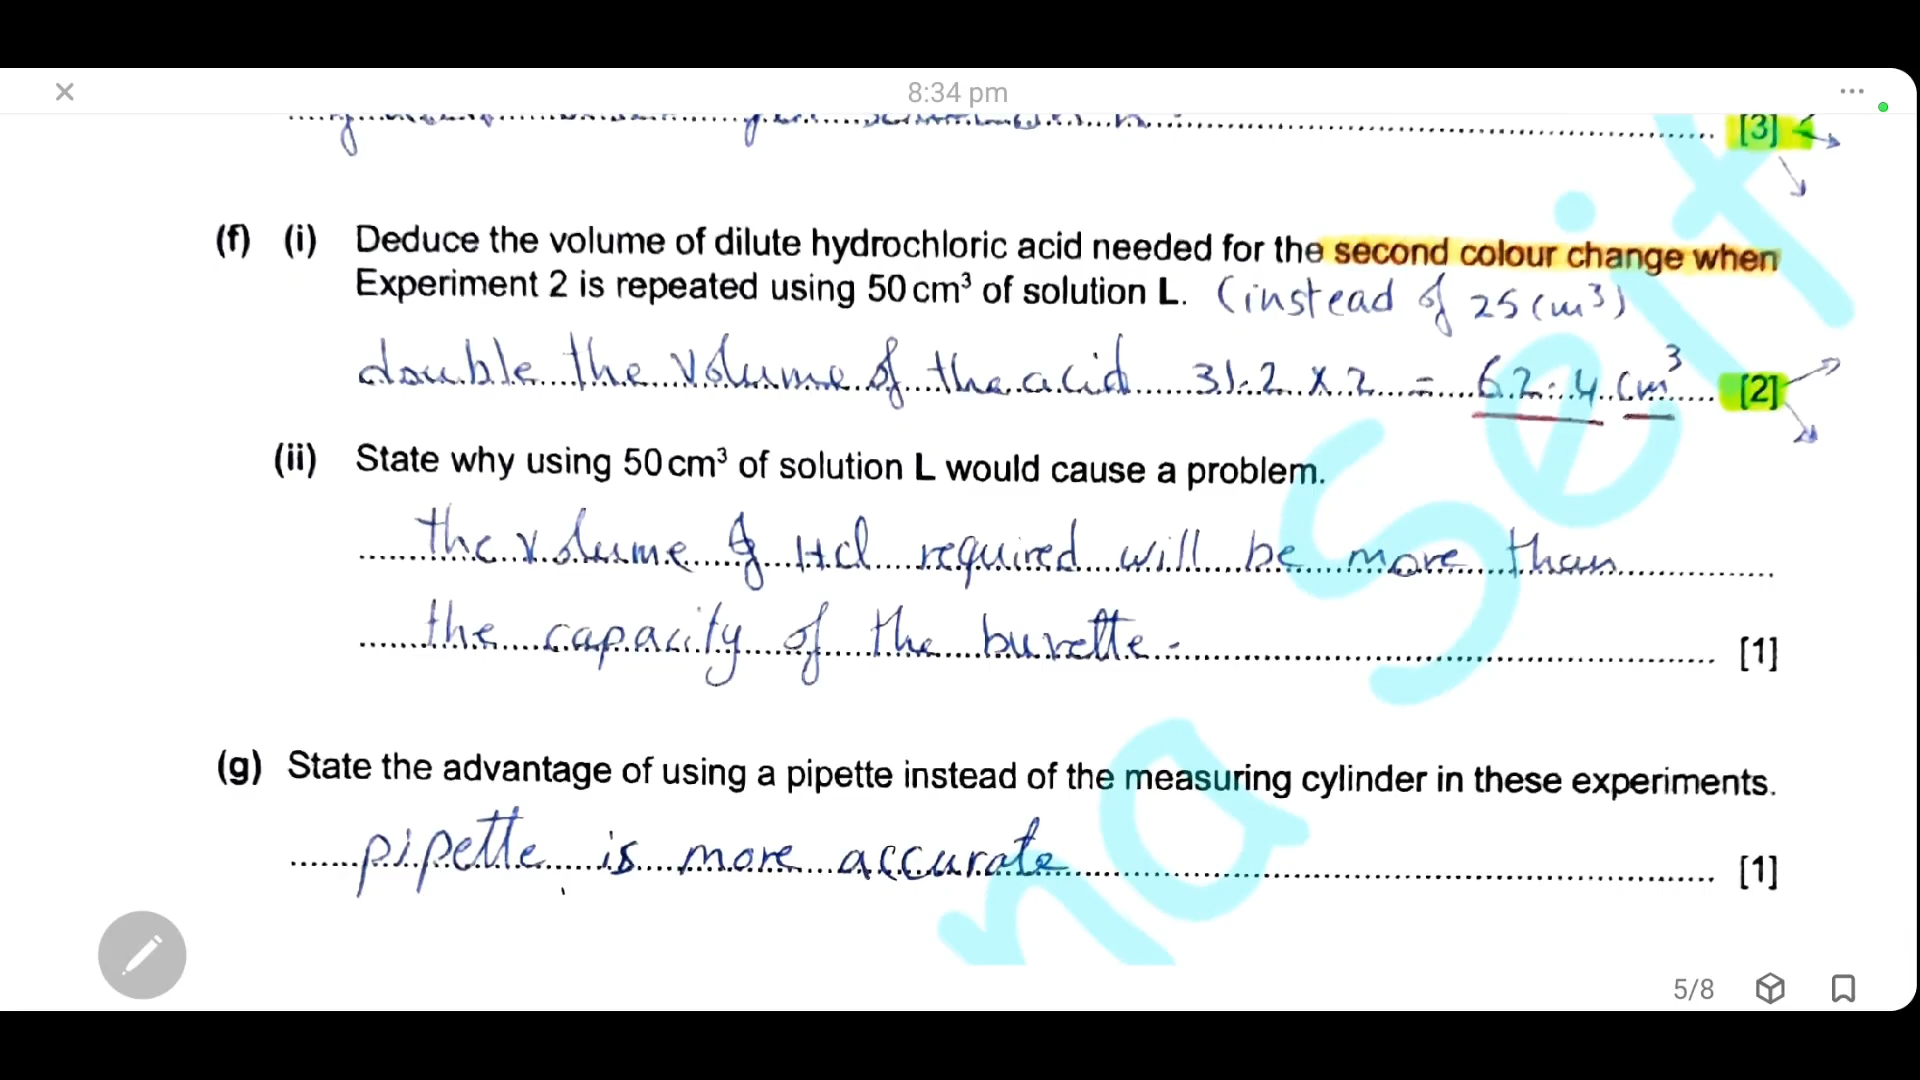 8:34 pm
[3]
(f) (i) Deduce the volume of dilute hydrochloric acid needed for the second colour change when
Experiment 2 is repeated using 50 cm³ of solution L. (instead of 25 cm³)
double the volume of the acid 31.2 x 2 = 62.4 cm³ [2]
(ii) State why using 50 cm³ of solution L would cause a problem.
the volume of HCl required will be more than
the capacity of the burette. [1]
(g) State the advantage of using a pipette instead of the measuring cylinder in these experiments.
pipette is more accurate [1]
na Seif
5/8